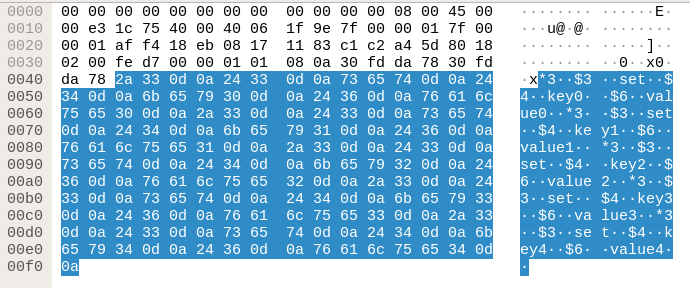 0000 00 00 00 00 00 00 00 00 00 00 00 00 08 00 45 00 ········ ······E·
0010 00 e3 1c 75 40 00 40 06 1f 9e 7f 00 00 01 7f 00 ···u@·@· ········
0020 00 01 af f4 18 eb 08 17 11 83 c1 c2 a4 5d 80 18 ········ ·····]··
0030 02 00 fe d7 00 00 01 01 08 0a 30 fd da 78 30 fd ········ ··0··x0·
0040 da 78 2a 33 0d 0a 24 33 0d 0a 73 65 74 0d 0a 24 ·x*3··$3 ··set··$
0050 34 0d 0a 6b 65 79 30 0d 0a 24 36 0d 0a 76 61 6c 4··key0· ·$6··val
0060 75 65 30 0d 0a 2a 33 0d 0a 24 33 0d 0a 73 65 74 ue0··*3· ·$3··set
0070 0d 0a 24 34 0d 0a 6b 65 79 31 0d 0a 24 36 0d 0a ··$4··ke y1··$6··
0080 76 61 6c 75 65 31 0d 0a 2a 33 0d 0a 24 33 0d 0a value1·· *3··$3··
0090 73 65 74 0d 0a 24 34 0d 0a 6b 65 79 32 0d 0a 24 set··$4· ·key2··$
00a0 36 0d 0a 76 61 6c 75 65 32 0d 0a 2a 33 0d 0a 24 6··value 2··*3··$
00b0 33 0d 0a 73 65 74 0d 0a 24 34 0d 0a 6b 65 79 33 3··set·· $4··key3
00c0 0d 0a 24 36 0d 0a 76 61 6c 75 65 33 0d 0a 2a 33 ··$6··va lue3··*3
00d0 0d 0a 24 33 0d 0a 73 65 74 0d 0a 24 34 0d 0a 6b ··$3··se t··$4··k
00e0 65 79 34 0d 0a 24 36 0d 0a 76 61 6c 75 65 34 0d ey4··$6· ·value4·
00f0 0a ·